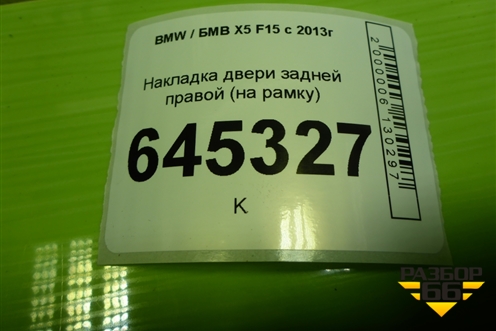 BMW / БМВ X5 F15 с 2013г
Накладка двери задней
правой (на рамку)
645327
К
2000006130297
РАЗБОР
66